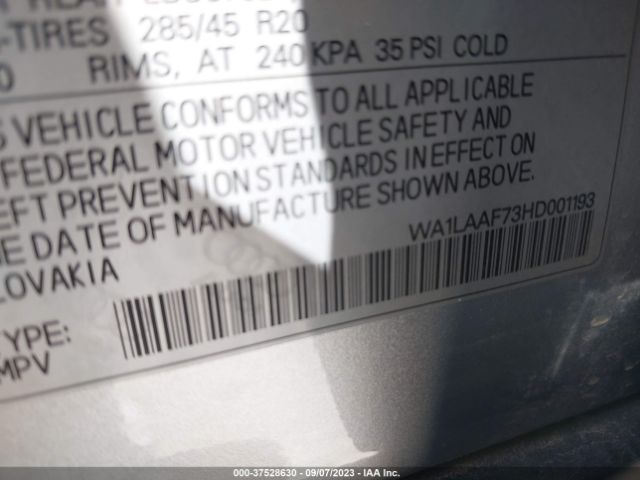 -TIRES 285/45 R20
RIMS, AT 240 KPA 35 PSI COLD
VEHICLE CONFORMS TO ALL APPLICABLE
FEDERAL MOTOR VEHICLE SAFETY AND
EFT PREVENTION STANDARDS IN EFFECT ON
HE DATE OF MANUFACTURE SHOWN ABOVE.
WA1LAAF73HD001193
LOVAKIA
TYPE:
MPV
000-37528630 - 09/07/2023 - IAA Inc.